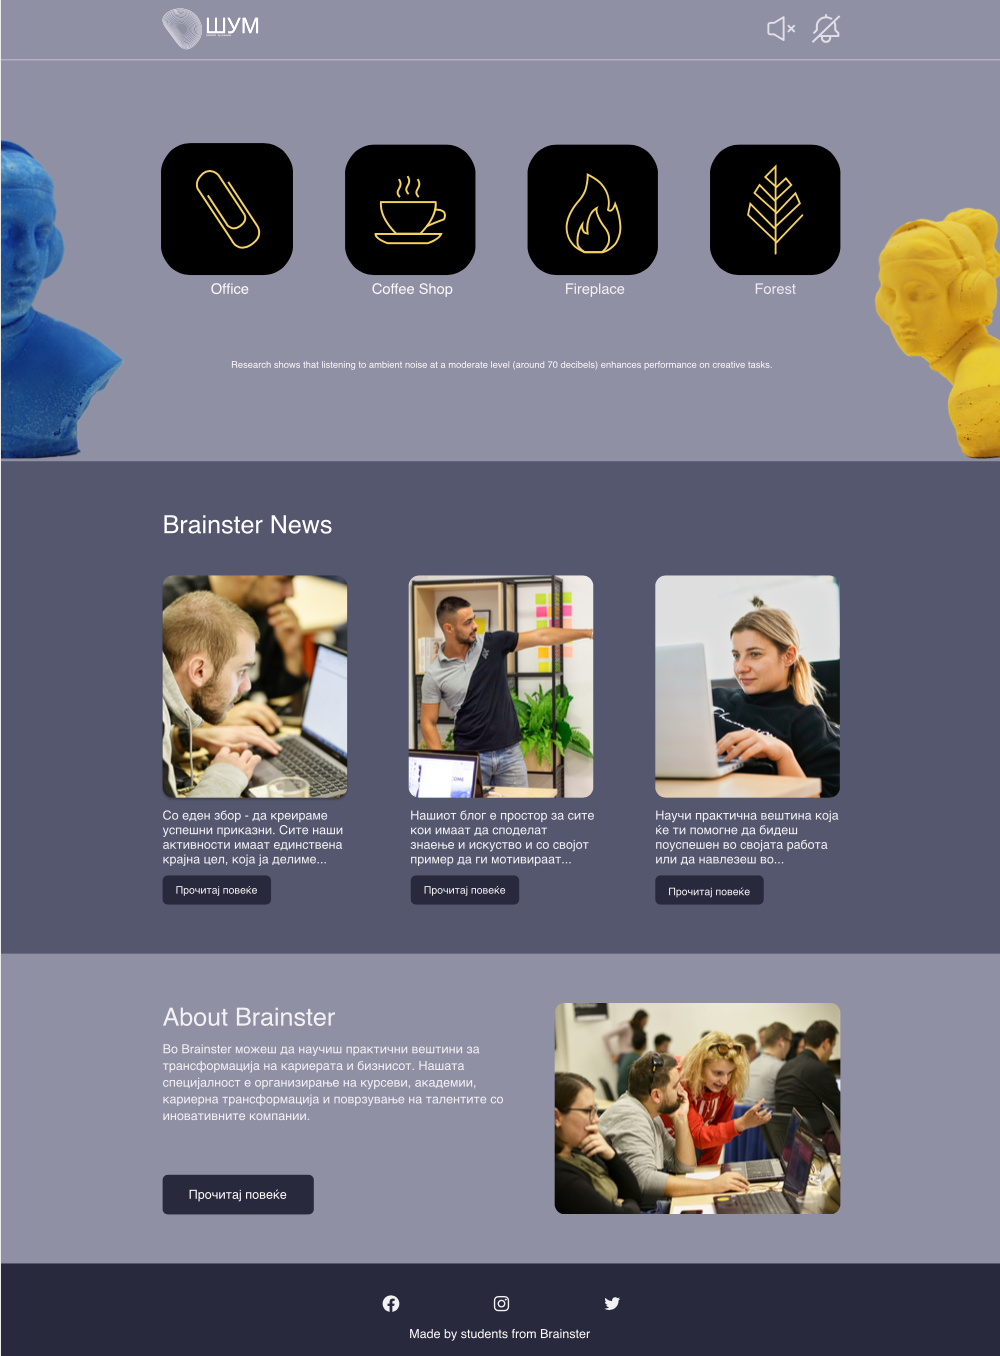 ШУМ
Office
Coffee Shop
Fireplace
Forest
Research shows that listening to ambient noise at a moderate level (around 70 decibels) enhances performance on creative tasks.
Brainster News
Со еден збор - да креираме
успешни приказни. Сите наши
активности имаат единствена
крајна цел, која ја делиме...
Прочитај повеќе
Нашиот блог е простор за сите
кои имаат да споделат
знаење и искуство и со својот
пример да ги мотивираат...
Прочитај повеќе
Научи практична вештина која
ќе ти помогне да бидеш
поуспешен во својата работа
или да навлезеш во...
Прочитај повеќе
About Brainster
Во Brainster можеш да научиш практични вештини за
трансформација на кариерата и бизнисот. Нашата
специјалност е организирање на курсеви, академии,
кариерна трансформација и поврзување на талентите со
иновативните компании.
Прочитај повеќе
Made by students from Brainster